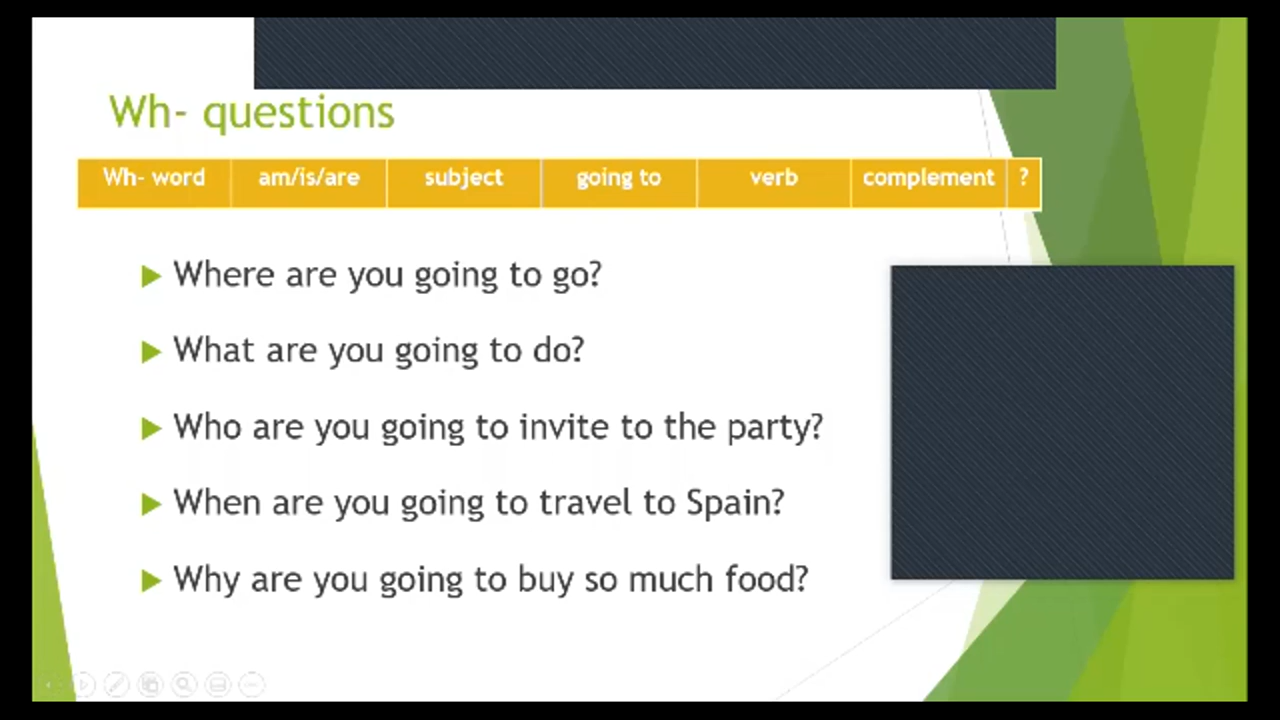 Wh- questions
Wh- word am/is/are subject going to verb complement ?
Where are you going to go?
What are you going to do?
Who are you going to invite to the party?
When are you going to travel to Spain?
Why are you going to buy so much food?